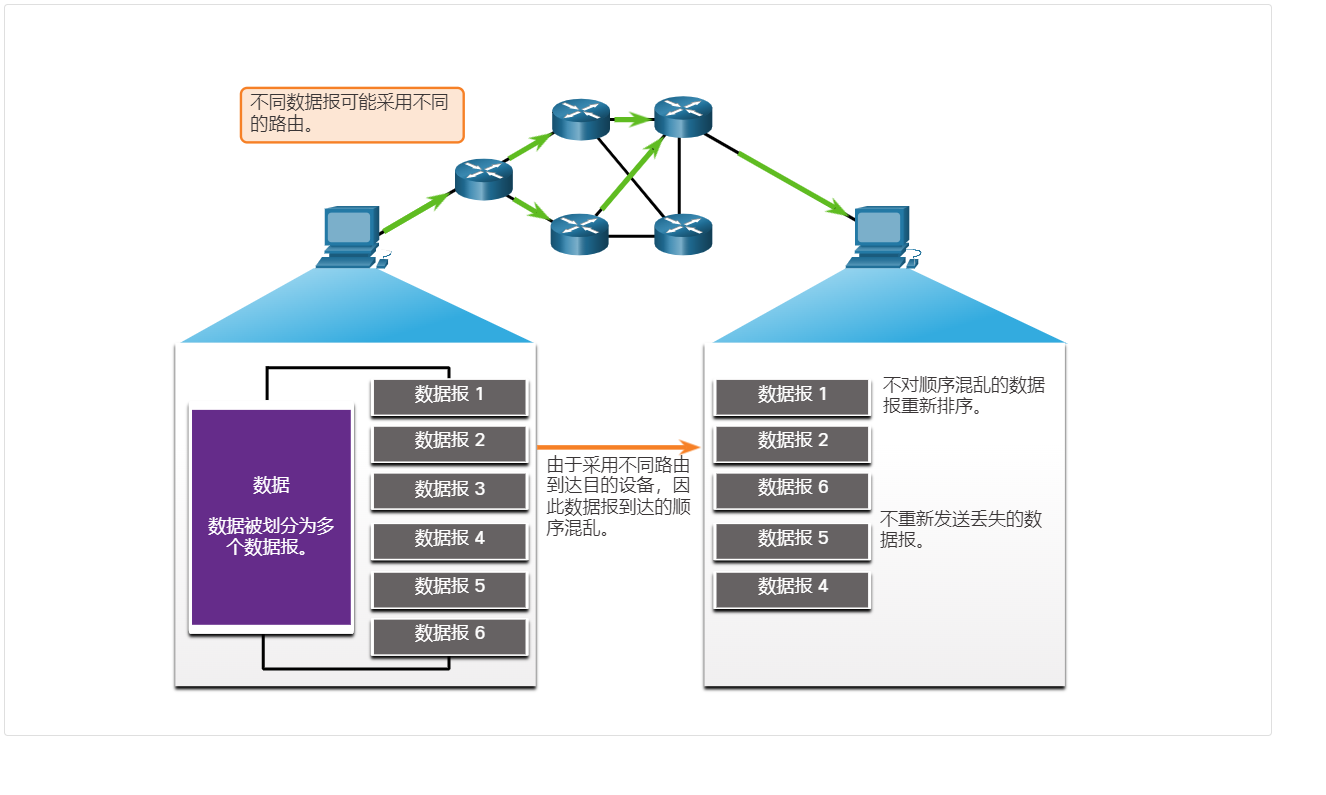 不同数据报可能采用不同
的路由。
数据
数据被划分为多
个数据报。
数据报 1
数据报 2
数据报 3
数据报 4
数据报 5
数据报 6
由于采用不同路由
到达目的设备，因
此数据报到达的顺
序混乱。
数据报 1
数据报 2
数据报 6
数据报 5
数据报 4
不对顺序混乱的数据
报重新排序。
不重新发送丢失的数
据报。